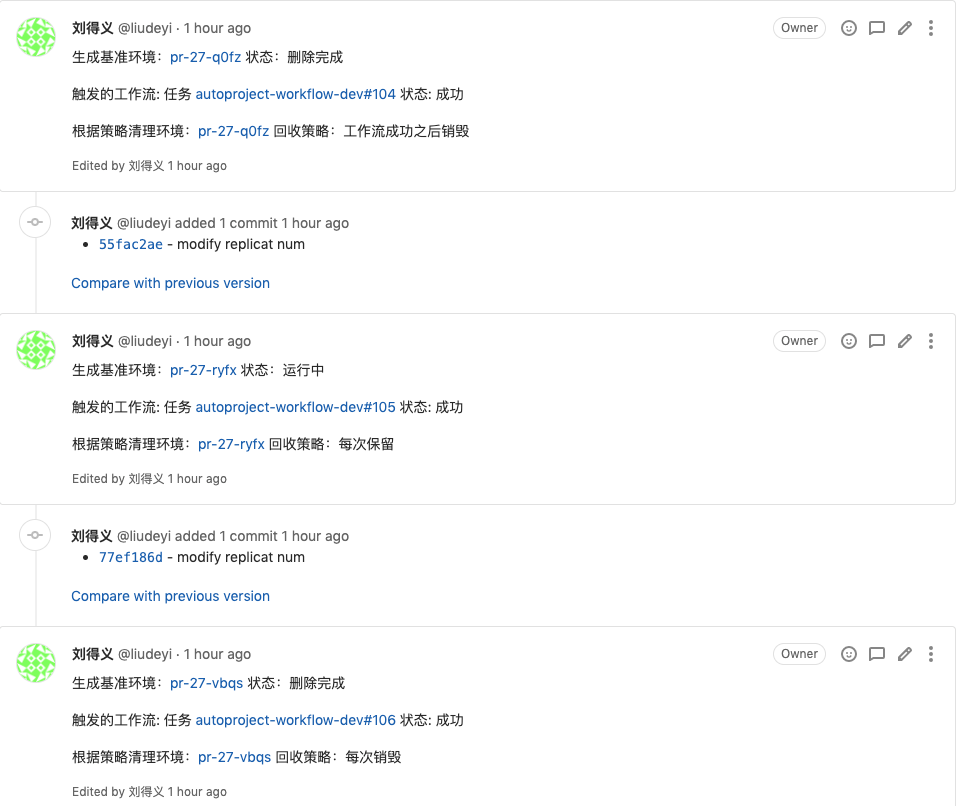 刘得义 @liudeyi · 1 hour ago Owner
生成基准环境：pr-27-q0fz 状态：删除完成
触发的工作流: 任务 autoproject-workflow-dev#104 状态: 成功
根据策略清理环境：pr-27-q0fz 回收策略：工作流成功之后销毁
Edited by 刘得义 1 hour ago
刘得义 @liudeyi added 1 commit 1 hour ago
• 55fac2ae - modify replicat num
Compare with previous version
刘得义 @liudeyi · 1 hour ago Owner
生成基准环境：pr-27-ryfx 状态：运行中
触发的工作流: 任务 autoproject-workflow-dev#105 状态: 成功
根据策略清理环境：pr-27-ryfx 回收策略：每次保留
Edited by 刘得义 1 hour ago
刘得义 @liudeyi added 1 commit 1 hour ago
• 77ef186d - modify replicat num
Compare with previous version
刘得义 @liudeyi · 1 hour ago Owner
生成基准环境：pr-27-vbqs 状态：删除完成
触发的工作流: 任务 autoproject-workflow-dev#106 状态: 成功
根据策略清理环境：pr-27-vbqs 回收策略：每次销毁
Edited by 刘得义 1 hour ago